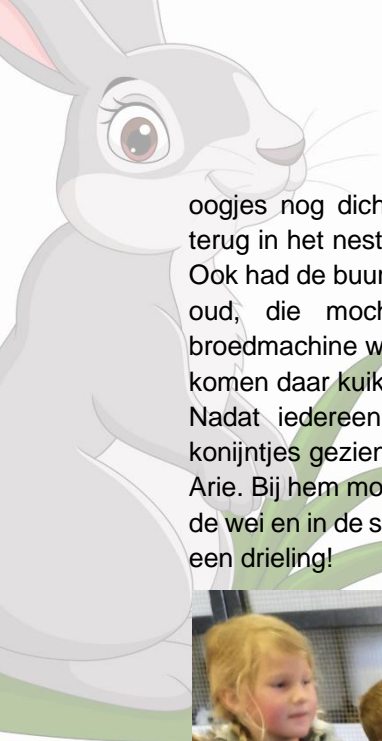 oogjes nog dich
terug in het nest
Ook had de buur
oud, die moch
broedmachine w
komen daar kuik
Nadat iedereen
konijntjes gezien
Arie. Bij hem mo
de wei en in de s
een drieling!